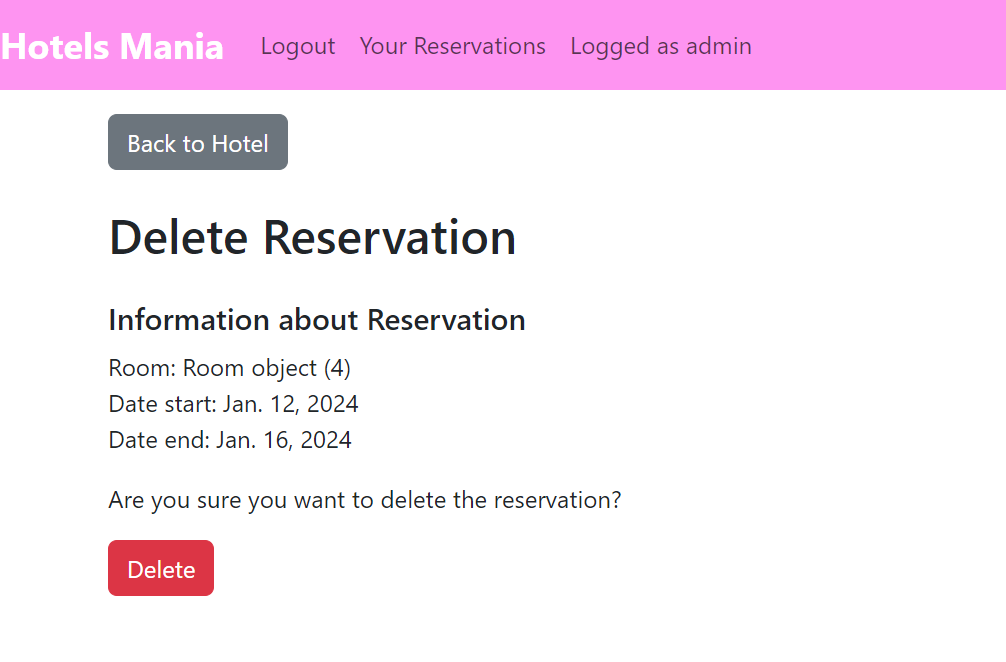 Hotels Mania Logout Your Reservations Logged as admin
Back to Hotel
Delete Reservation
Information about Reservation
Room: Room object (4)
Date start: Jan. 12, 2024
Date end: Jan. 16, 2024
Are you sure you want to delete the reservation?
Delete